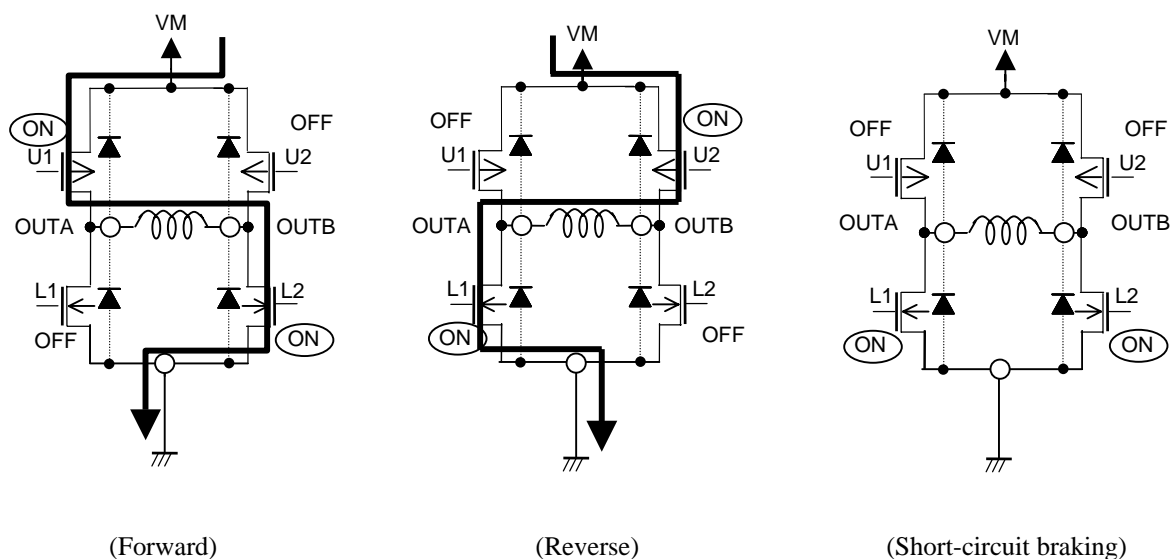 VM
ON
OFF
U1
U2
OUTA
OUTB
L1
L2
OFF
ON
(Forward)
VM
OFF
ON
U1
U2
OUTA
OUTB
L1
L2
ON
OFF
(Reverse)
VM
OFF
OFF
U1
U2
OUTA
OUTB
L1
L2
ON
ON
(Short-circuit braking)